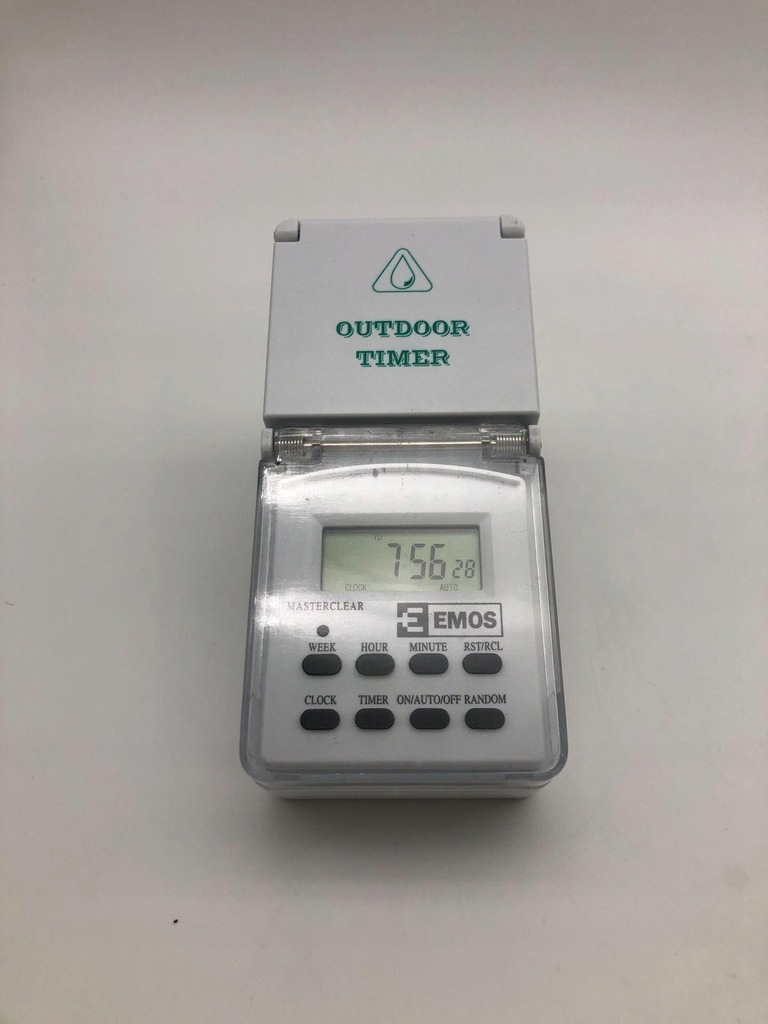 OUTDOOR
TIMER
TU
7 56 28
CLOCK AUTO
MASTERCLEAR
EMOS
WEEK HOUR MINUTE RST/RCL
CLOCK TIMER ON/AUTO/OFF RANDOM